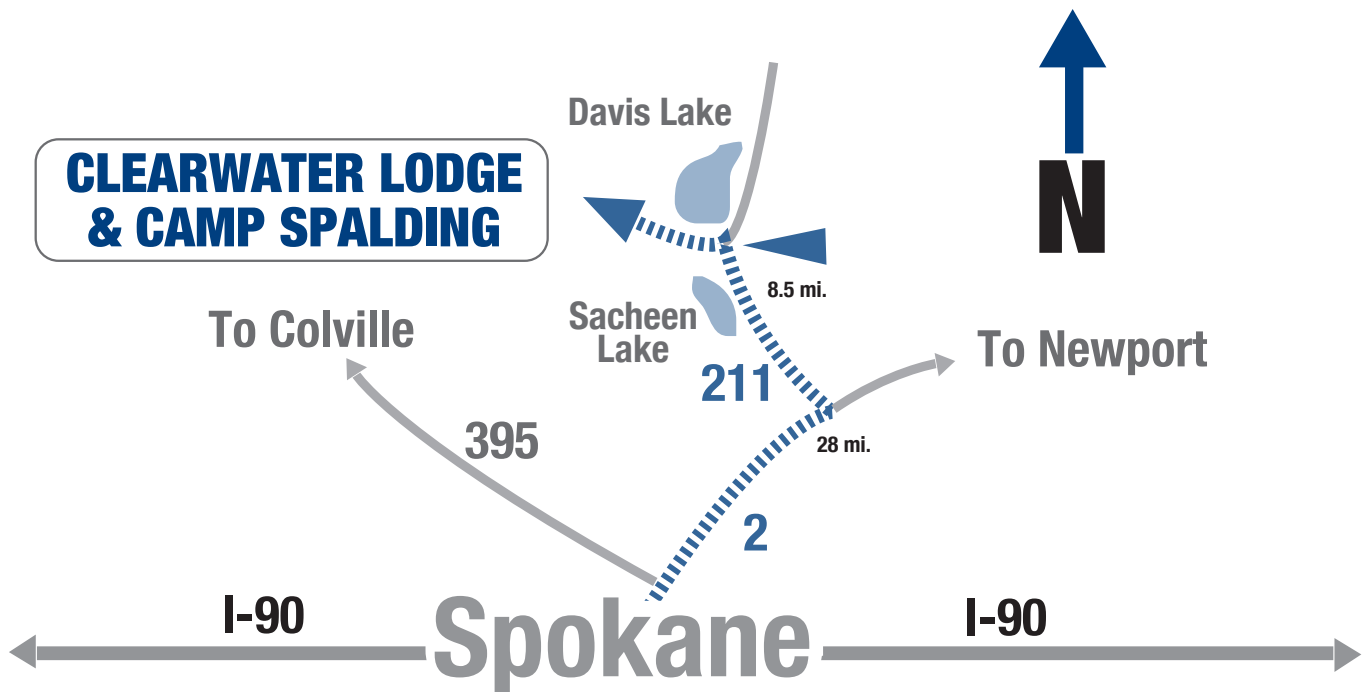 Davis Lake
CLEARWATER LODGE
& CAMP SPALDING
N
8.5 mi.
Sacheen
Lake
To Colville
To Newport
211
395
28 mi.
2
I-90
Spokane
I-90